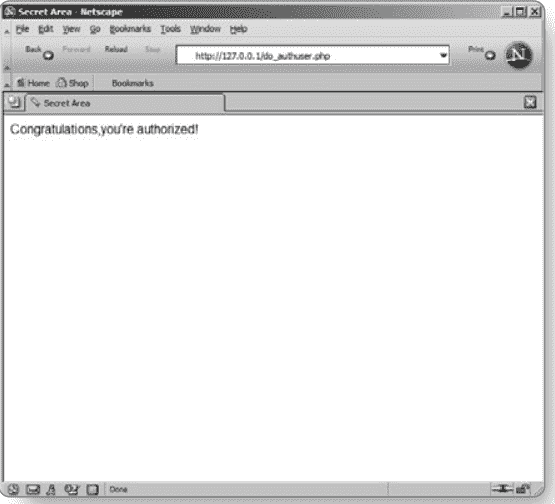 Secret Area - Netscape
File Edit View Go Bookmarks Tools Window Help
Back Forward Reload Stop http://127.0.0.1/do_authuser.php Print N
Home Shop Bookmarks
Secret Area
Congratulations,you're authorized!
Done